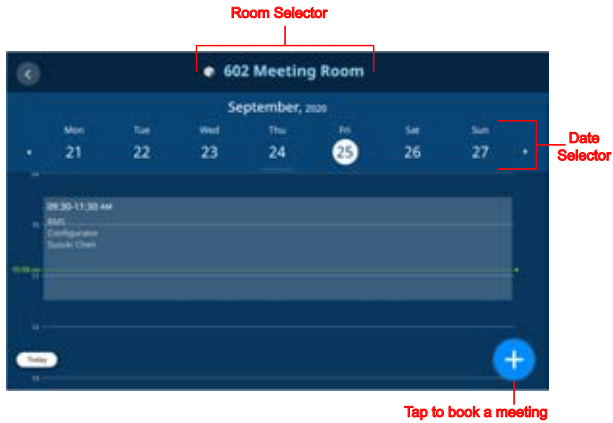 Room Selector
602 Meeting Room
September, 2020
Mon Tue Wed Thu Fri Sat Sun
21 22 23 24 25 26 27
Date
Selector
09:30-11:30 AM
RMS
Configurator
Suzuki Chen
Today
Tap to book a meeting